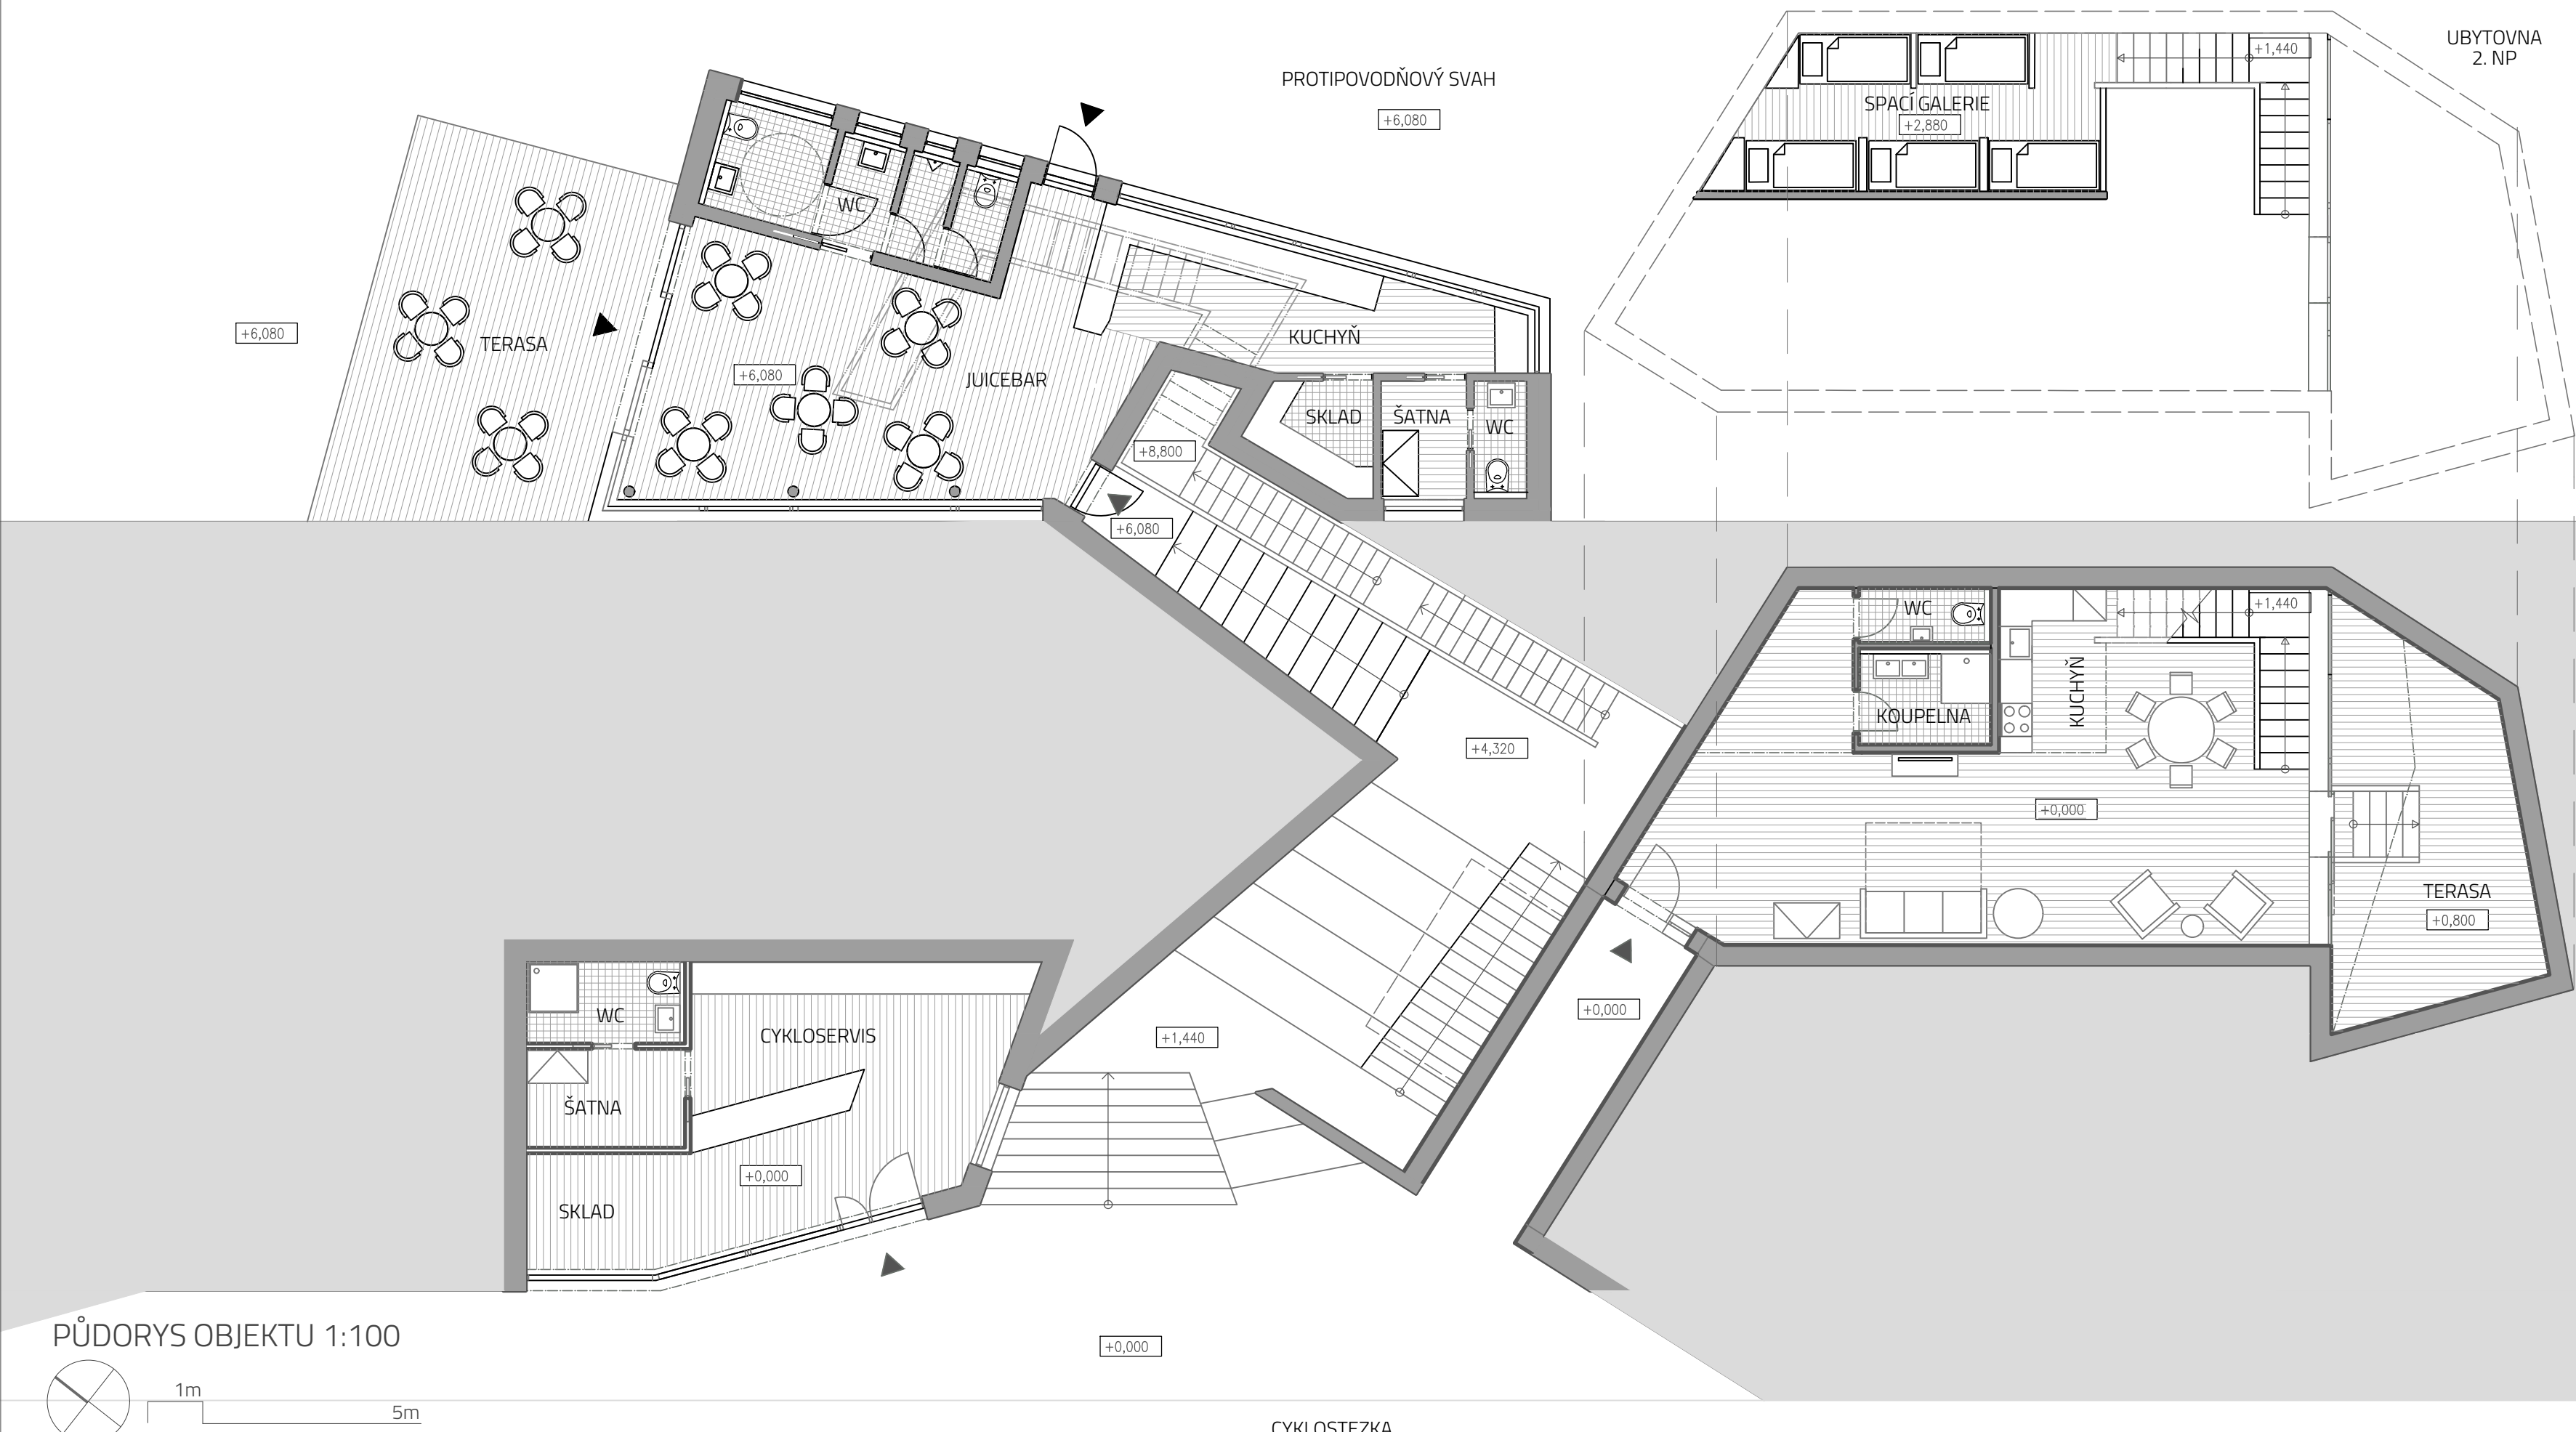 UBYTOVNA
2. NP
+1,440
PROTIPOVODŇOVÝ SVAH
+6,080
SPACÍ GALERIE
+2,880
WC
+6,080
TERASA
KUCHYŇ
+6,080
JUICEBAR
SKLAD
ŠATNA
WC
+8,800
+6,080
WC
+1,440
KUCHYŇ
KOUPELNA
+4,320
+0,000
TERASA
+0,800
WC
+0,000
CYKLOSERVIS
+1,440
ŠATNA
+0,000
SKLAD
PŮDORYS OBJEKTU 1:100
+0,000
1m
5m
CYKLOSTEZKA